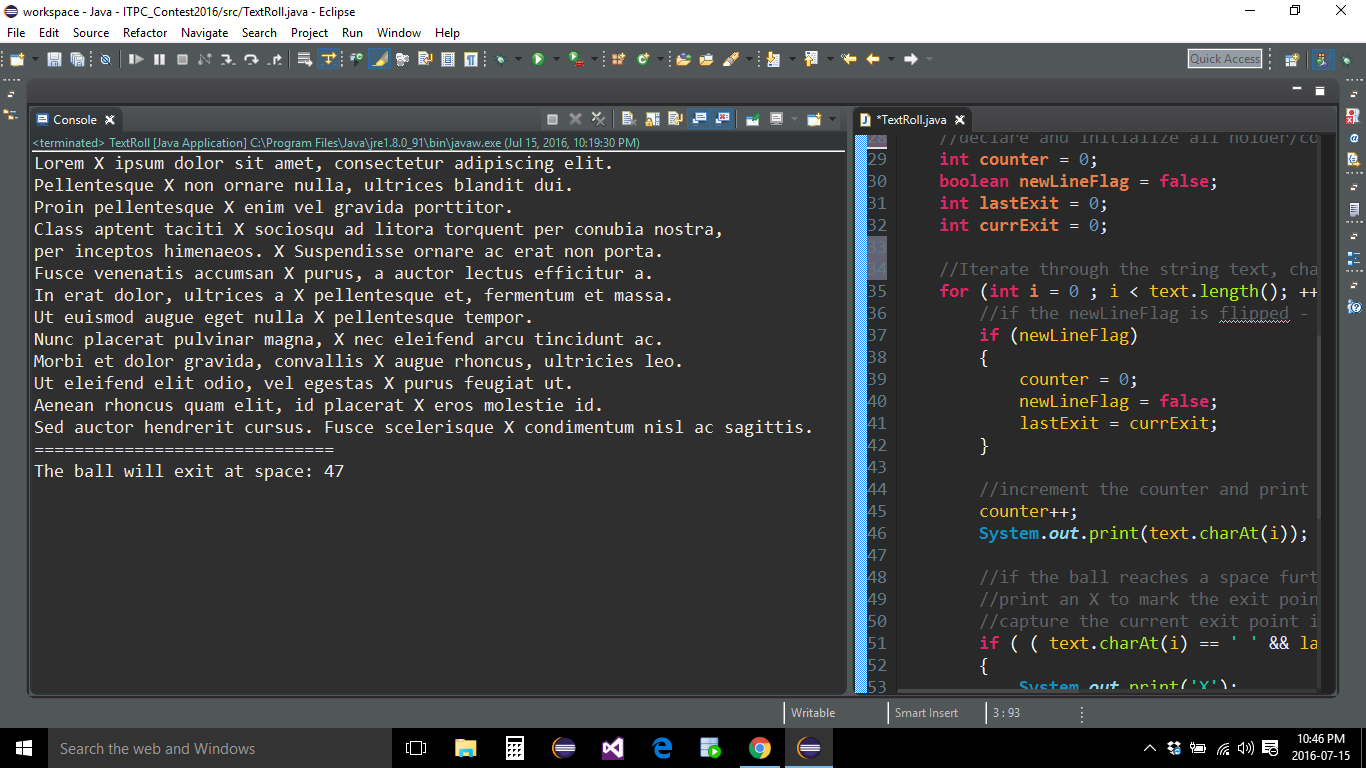 workspace - Java - ITPC_Contest2016/src/TextRoll.java - Eclipse
File Edit Source Refactor Navigate Search Project Run Window Help
Quick Access
Console
<terminated> TextRoll [Java Application] C:\Program Files\Java\jre1.8.0_91\bin\javaw.exe (Jul 15, 2016, 10:19:30 PM)
Lorem X ipsum dolor sit amet, consectetur adipiscing elit.
Pellentesque X non ornare nulla, ultrices blandit dui.
Proin pellentesque X enim vel gravida porttitor.
Class aptent taciti X sociosqu ad litora torquent per conubia nostra,
per inceptos himenaeos. X Suspendisse ornare ac erat non porta.
Fusce venenatis accumsan X purus, a auctor lectus efficitur a.
In erat dolor, ultrices a X pellentesque et, fermentum et massa.
Ut euismod augue eget nulla X pellentesque tempor.
Nunc placerat pulvinar magna, X nec eleifend arcu tincidunt ac.
Morbi et dolor gravida, convallis X augue rhoncus, ultricies leo.
Ut eleifend elit odio, vel egestas X purus feugiat ut.
Aenean rhoncus quam elit, id placerat X eros molestie id.
Sed auctor hendrerit cursus. Fusce scelerisque X condimentum nisl ac sagittis.
==============================
The ball will exit at space: 47
*TextRoll.java
28 //declare and initialize all holder/co
29 int counter = 0;
30 boolean newLineFlag = false;
31 int lastExit = 0;
32 int currExit = 0;
33
34 //Iterate through the string text, cha
35 for (int i = 0 ; i < text.length(); ++
36 //if the newLineFlag is flipped -
37 if (newLineFlag)
38 {
39 counter = 0;
40 newLineFlag = false;
41 lastExit = currExit;
42 }
43
44 //increment the counter and print
45 counter++;
46 System.out.print(text.charAt(i));
47
48 //if the ball reaches a space furt
49 //print an X to mark the exit poin
50 //capture the current exit point i
51 if ( ( text.charAt(i) == ' ' && la
52 {
53 System.out.print('X');
Writable Smart Insert 3 : 93
Search the web and Windows
10:46 PM
2016-07-15